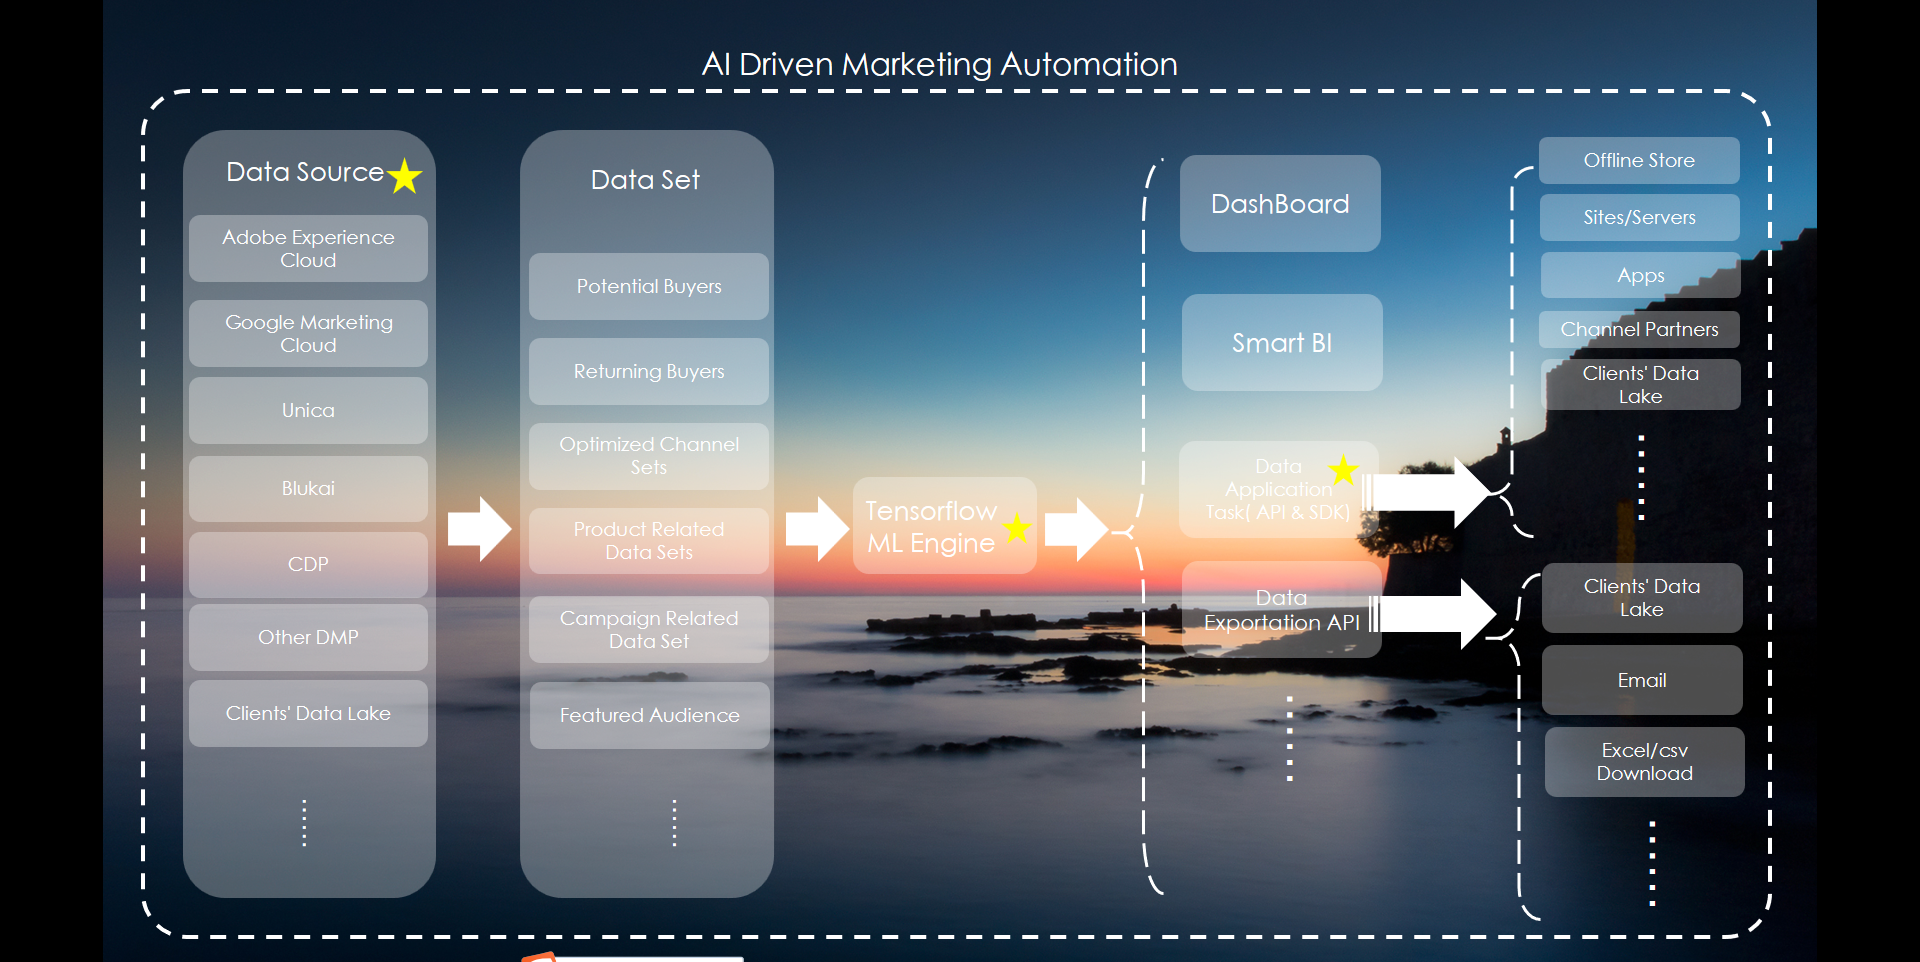 AI Driven Marketing Automation
Data Source
Adobe Experience
Cloud
Google Marketing
Cloud
Unica
Blukai
CDP
Other DMP
Clients' Data Lake
Data Set
Potential Buyers
Returning Buyers
Optimized Channel
Sets
Product Related
Data Sets
Campaign Related
Data Set
Featured Audience
Tensorflow
ML Engine
DashBoard
Smart BI
Data
Application
Task( API & SDK)
Data
Exportation API
Offline Store
Sites/Servers
Apps
Channel Partners
Clients' Data
Lake
Clients' Data
Lake
Email
Excel/csv
Download